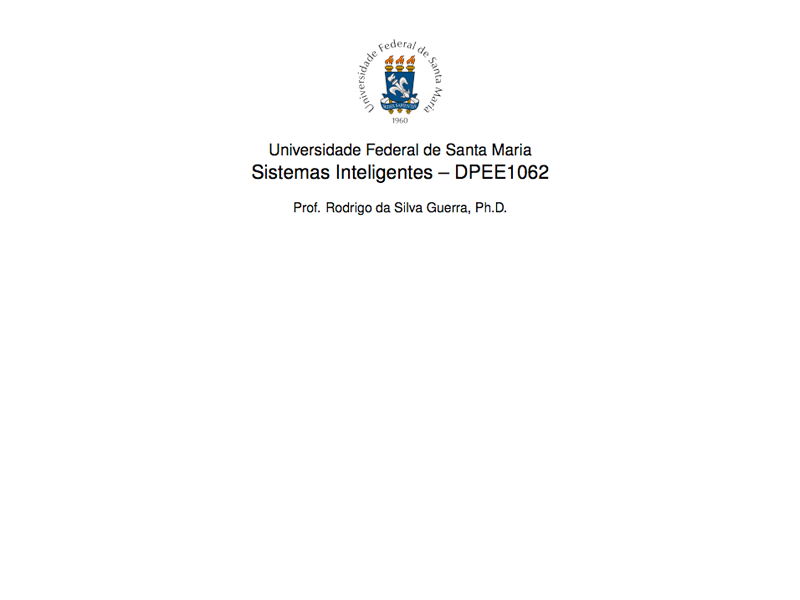 Universidade Federal de Santa Maria
1960
Universidade Federal de Santa Maria
Sistemas Inteligentes – DPEE1062
Prof. Rodrigo da Silva Guerra, Ph.D.